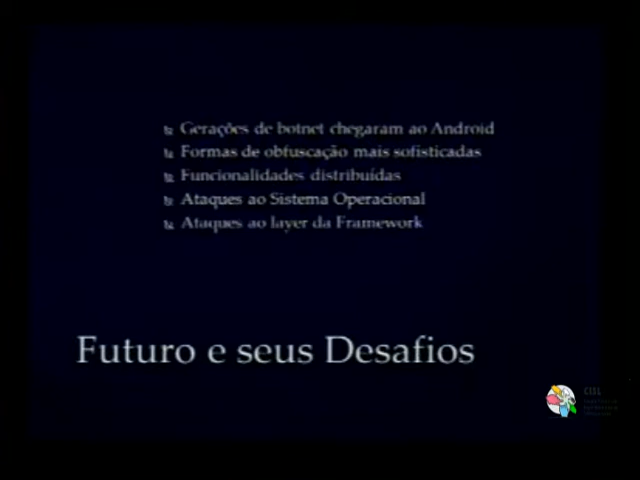 Gerações de botnet chegaram ao Android
Formas de obfuscação mais sofisticadas
Funcionalidades distribuídas
Ataques ao Sistema Operacional
Ataques ao layer da Framework
Futuro e seus Desafios